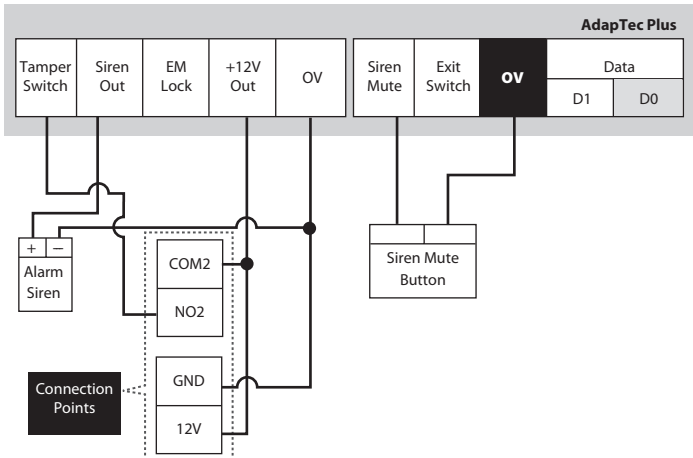 AdapTec Plus
Tamper
Switch
Siren
Out
EM
Lock
+12V
Out
OV
Siren
Mute
Exit
Switch
OV
Data
D1
D0
+
−
Alarm
Siren
COM2
NO2
Siren Mute
Button
Connection
Points
GND
12V